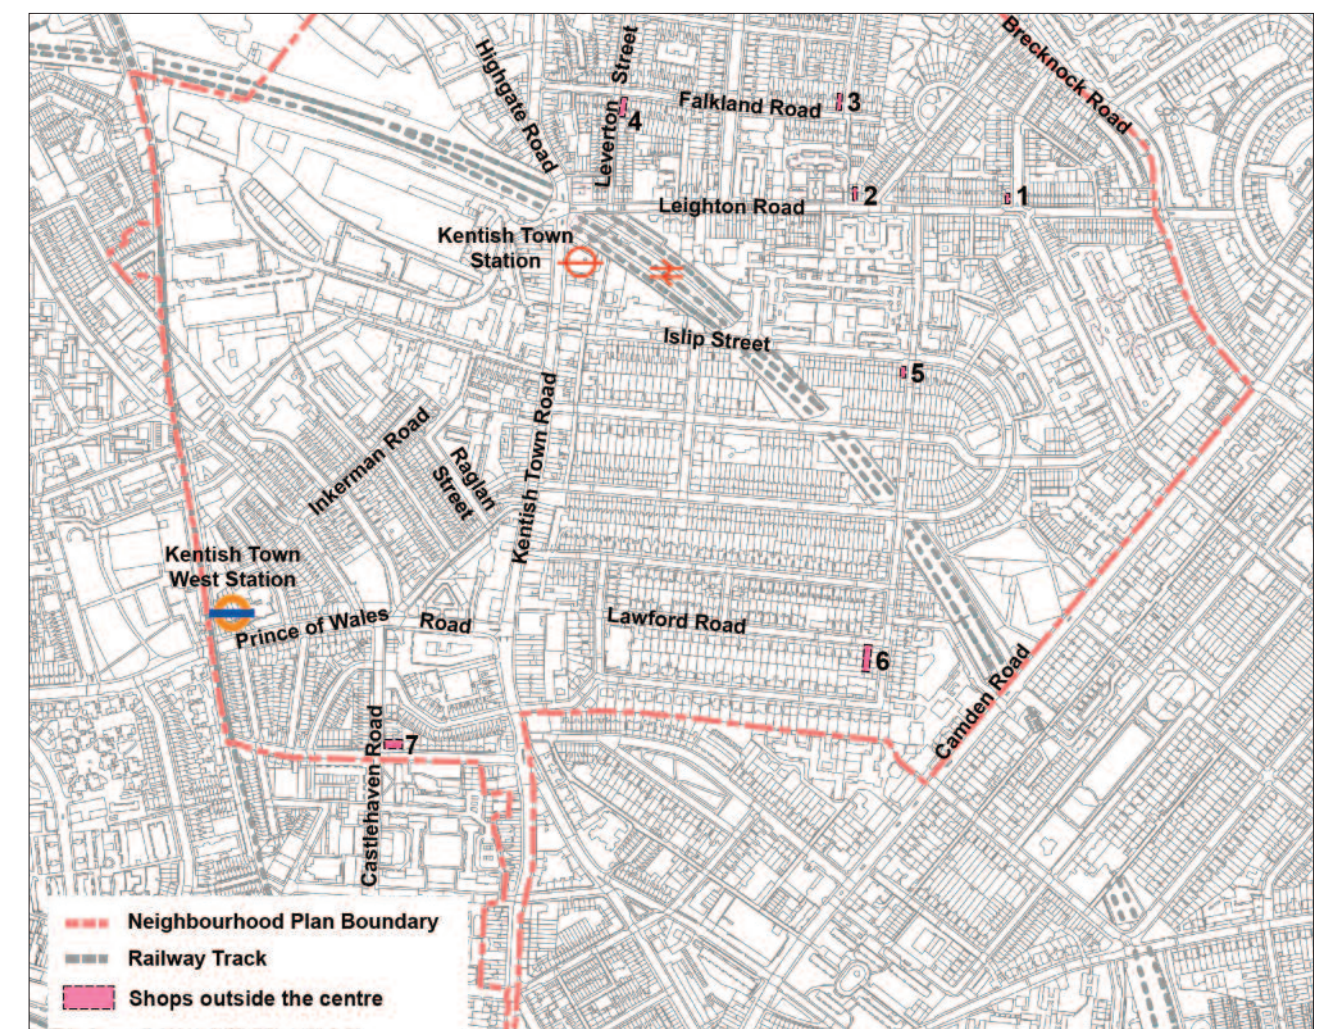 Brecknock Road
Highgate Road
Leverton Street
Falkland Road
3
4
2
1
Leighton Road
Kentish Town
Station
Islip Street
5
Kentish Town Road
Inkerman Road
Raglan
Street
Kentish Town
West Station
Prince of Wales Road
Lawford Road
6
Camden Road
Castlehaven Road
7
Neighbourhood Plan Boundary
Railway Track
Shops outside the centre